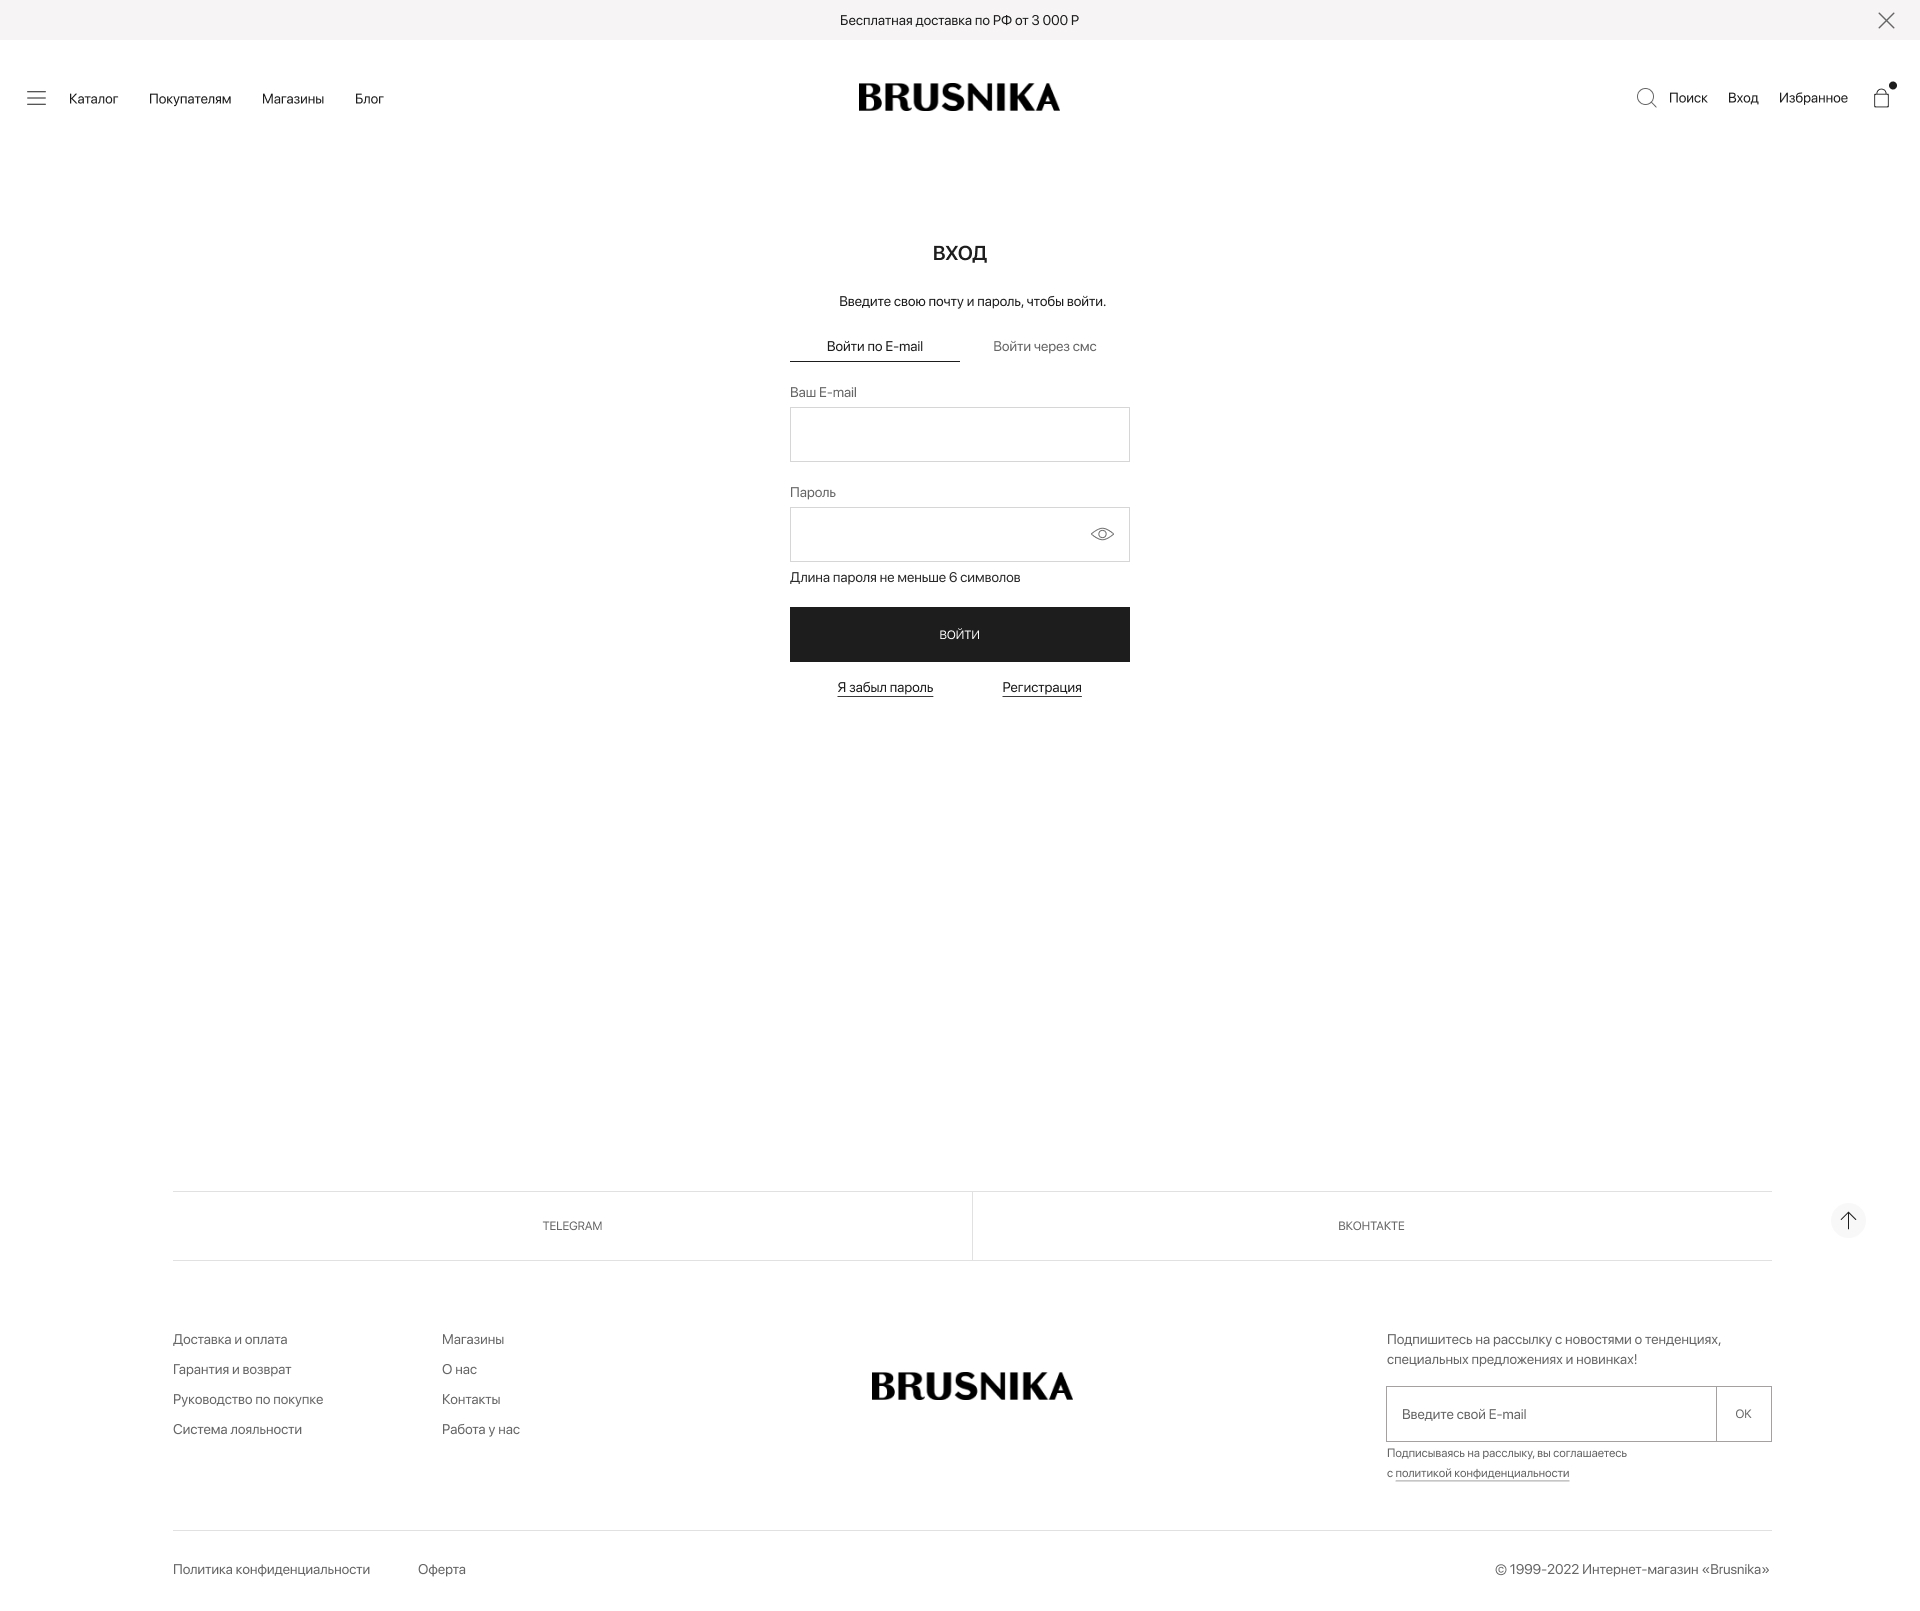 Бесплатная доставка по РФ от 3 000 Р
Каталог
Покупателям
Магазины
Блог
BRUSNIKA
Поиск
Вход
Избранное
ВХОД
Введите свою почту и пароль, чтобы войти.
Войти по E-mail
Войти через смс
Ваш E-mail
Пароль
Длина пароля не меньше 6 символов
ВОЙТИ
Я забыл пароль
Регистрация
TELEGRAM
ВКОНТАКТЕ
Доставка и оплата
Гарантия и возврат
Руководство по покупке
Система лояльности
Магазины
О нас
Контакты
Работа у нас
BRUSNIKA
Подпишитесь на рассылку с новостями о тенденциях,
специальных предложениях и новинках!
Введите свой E-mail
OK
Подписываясь на расслыку, вы соглашаетесь
с политикой конфиденциальности
Политика конфиденциальности
Оферта
© 1999-2022 Интернет-магазин «Brusnika»